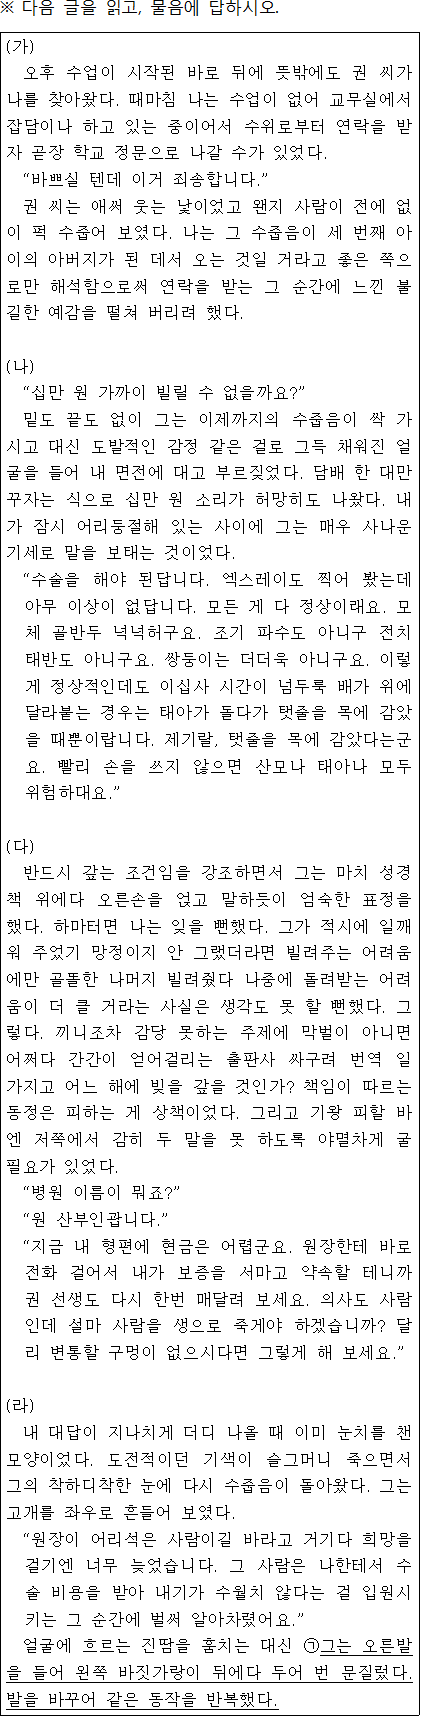 ※ 다음 글을 읽고, 물음에 답하시오.
(가)
오후 수업이 시작된 바로 뒤에 뜻밖에도 권 씨가
나를 찾아왔다. 때마침 나는 수업이 없어 교무실에서
잡담이나 하고 있는 중이어서 수위로부터 연락을 받
자 곧장 학교 정문으로 나갈 수가 있었다.
“바쁘실 텐데 이거 죄송합니다.”
권 씨는 애써 웃는 낯이었고 왠지 사람이 전에 없
이 퍽 수줍어 보였다. 나는 그 수줍음이 세 번째 아
이의 아버지가 된 데서 오는 것일 거라고 좋은 쪽으
로만 해석함으로써 연락을 받는 그 순간에 느낀 불
길한 예감을 떨쳐 버리려 했다.
(나)
“십만 원 가까이 빌릴 수 없을까요?”
밑도 끝도 없이 그는 이제까지의 수줍음이 싹 가
시고 대신 도발적인 감정 같은 걸로 그득 채워진 얼
굴을 들어 내 면전에 대고 부르짖었다. 담배 한 대만
꾸자는 식으로 십만 원 소리가 허망히도 나왔다. 내
가 잠시 어리둥절해 있는 사이에 그는 매우 사나운
기세로 말을 보태는 것이었다.
“수술을 해야 된답니다. 엑스레이도 찍어 봤는데
아무 이상이 없답니다. 모든 게 다 정상이래요. 모
체 골반두 넉넉허구요. 조기 파수도 아니구 전치
태반도 아니구요. 쌍둥이는 더더욱 아니구요. 이렇
게 정상적인데도 이십사 시간이 넘두룩 배가 위에
달라붙는 경우는 태아가 돌다가 탯줄을 목에 감았
을 때뿐이랍니다. 제기랄, 탯줄을 목에 감았다는군
요. 빨리 손을 쓰지 않으면 산모나 태아나 모두
위험하대요.”
(다)
반드시 갚는 조건임을 강조하면서 그는 마치 성경
책 위에다 오른손을 얹고 말하듯이 엄숙한 표정을
했다. 하마터면 나는 잊을 뻔했다. 그가 적시에 일깨
워 주었기 망정이지 안 그랬더라면 빌려주는 어려움
에만 골똘한 나머지 빌려줬다 나중에 돌려받는 어려
움이 더 클 거라는 사실은 생각도 못 할 뻔했다. 그
렇다. 끼니조차 감당 못하는 주제에 막벌이 아니면
어쩌다 간간이 얻어걸리는 출판사 싸구려 번역 일
가지고 어느 해에 빚을 갚을 것인가? 책임이 따르는
동정은 피하는 게 상책이었다. 그리고 기왕 피할 바
엔 저쪽에서 감히 두 말을 못 하도록 야멸차게 굴
필요가 있었다.
“병원 이름이 뭐죠?”
“원 산부인괍니다.”
“지금 내 형편에 현금은 어렵군요. 원장한테 바로
전화 걸어서 내가 보증을 서마고 약속할 테니까
권 선생도 다시 한번 매달려 보세요. 의사도 사람
인데 설마 사람을 생으로 죽게야 하겠습니까? 달
리 변통할 구멍이 없으시다면 그렇게 해 보세요.”
(라)
내 대답이 지나치게 더디 나올 때 이미 눈치를 챈
모양이었다. 도전적이던 기색이 슬그머니 죽으면서
그의 착하디착한 눈에 다시 수줍음이 돌아왔다. 그는
고개를 좌우로 흔들어 보였다.
“원장이 어리석은 사람이길 바라고 거기다 희망을
걸기엔 너무 늦었습니다. 그 사람은 나한테서 수
술 비용을 받아 내기가 수월치 않다는 걸 입원시
키는 그 순간에 벌써 알아차렸어요.”
얼굴에 흐르는 진땀을 훔치는 대신 ㉠그는 오른발
을 들어 왼쪽 바짓가랑이 뒤에다 두어 번 문질렀다.
발을 바꾸어 같은 동작을 반복했다.